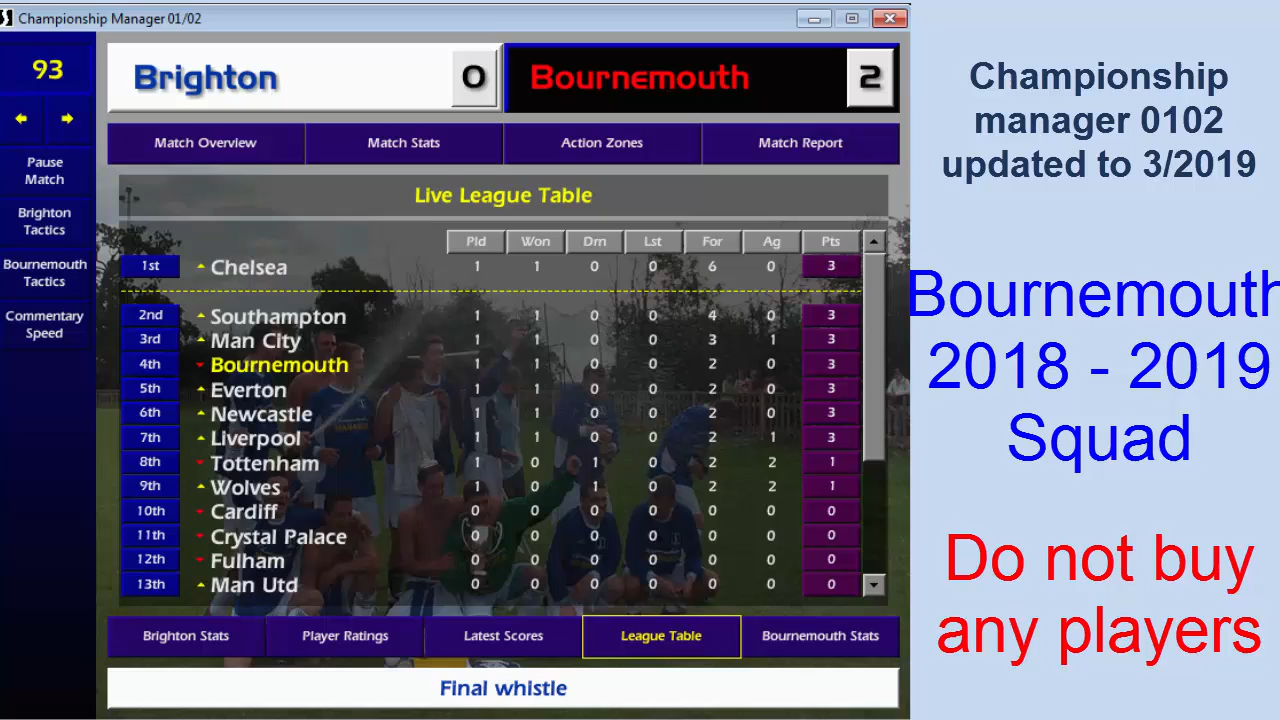 Championship Manager 01/02
93
Pause Match
Brighton Tactics
Bournemouth Tactics
Commentary Speed
Brighton 0 Bournemouth 2
Match Overview Match Stats Action Zones Match Report
Live League Table
Pld Won Drn Lst For Ag Pts
1st Chelsea 1 1 0 0 6 0 3
2nd Southampton 1 1 0 0 4 0 3
3rd Man City 1 1 0 0 3 1 3
4th Bournemouth 1 1 0 0 2 0 3
5th Everton 1 1 0 0 2 0 3
6th Newcastle 1 1 0 0 2 0 3
7th Liverpool 1 1 0 0 2 1 3
8th Tottenham 1 0 1 0 2 2 1
9th Wolves 1 0 1 0 2 2 1
10th Cardiff 0 0 0 0 0 0 0
11th Crystal Palace 0 0 0 0 0 0 0
12th Fulham 0 0 0 0 0 0 0
13th Man Utd 0 0 0 0 0 0 0
Brighton Stats Player Ratings Latest Scores League Table Bournemouth Stats
Final whistle
Championship
manager 0102
updated to 3/2019
Bournemouth
2018 - 2019
Squad
Do not buy
any players